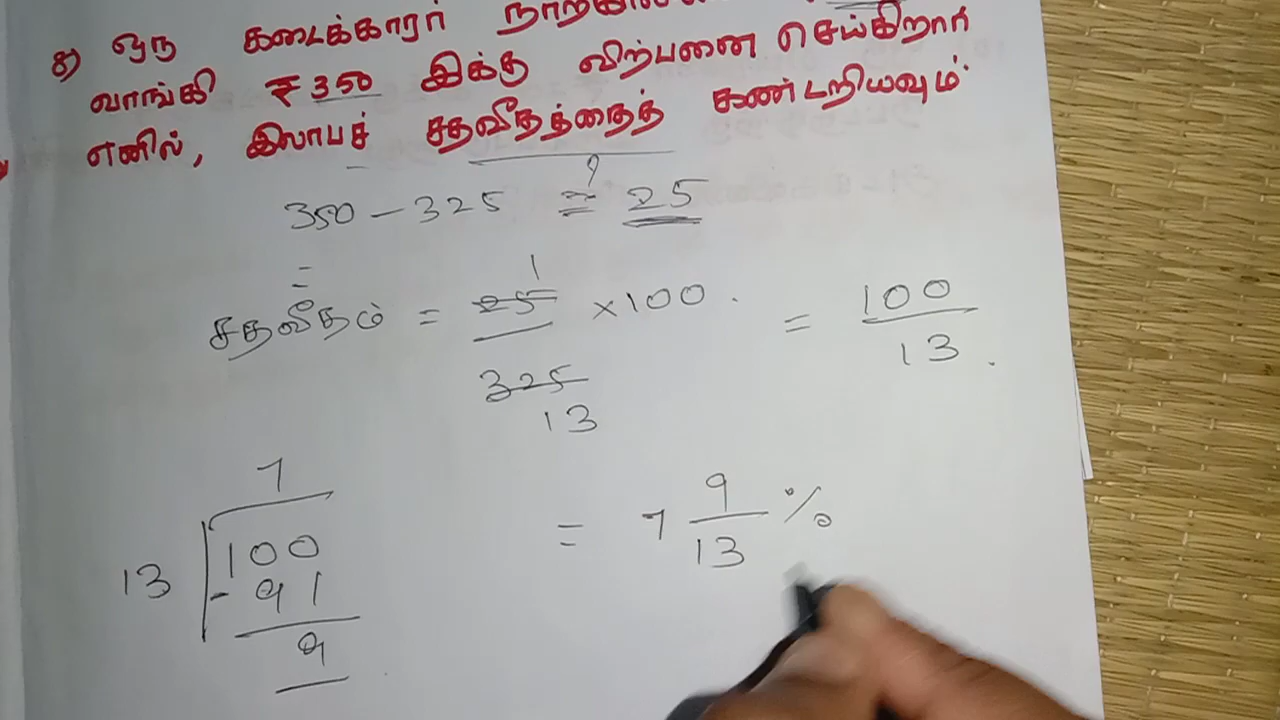 8) ஒரு கடைக்காரர்
வாங்கி ₹350 இக்கு விற்பனை செய்கிறார்
எனில், இலாபச் சதவீதத்தைத் கண்டறியவும்.
?
350 - 325 = 25
1
சதவீதம் = 25 × 100 . = 100
325 13 .
13
7
13 100 = 7 9/13 %
- 91
9